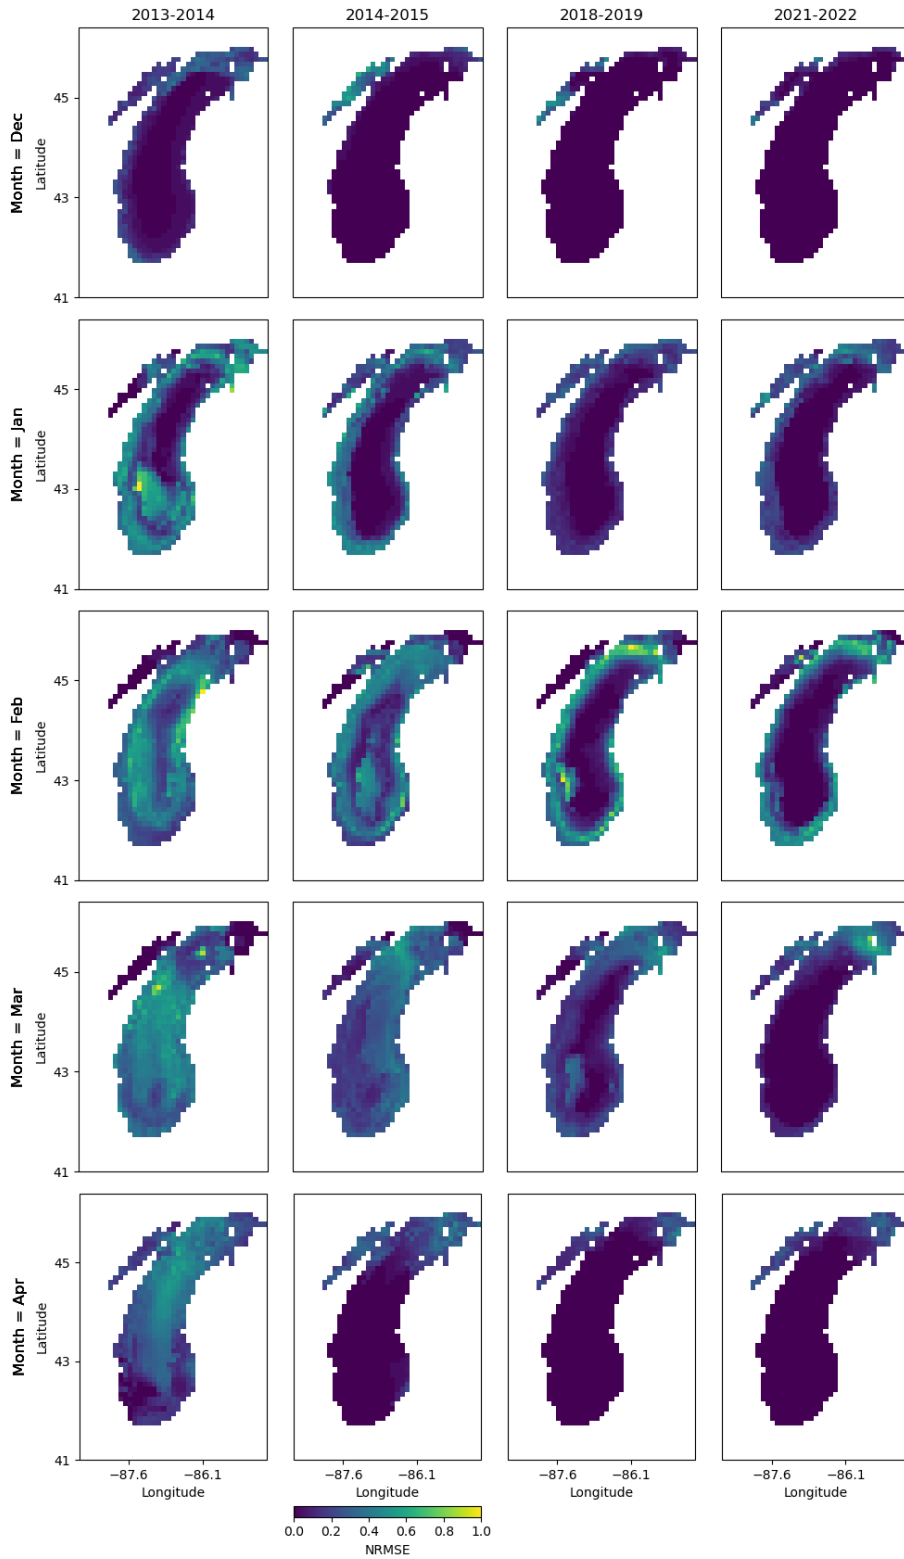 2013-2014 2014-2015 2018-2019 2021-2022
Month = Dec
Latitude
45
43
41
Month = Jan
Latitude
45
43
41
Month = Feb
Latitude
45
43
41
Month = Mar
Latitude
45
43
41
Month = Apr
Latitude
45
43
41
−87.6 −86.1 −87.6 −86.1 −87.6 −86.1 −87.6 −86.1
Longitude Longitude Longitude Longitude
0.0 0.2 0.4 0.6 0.8 1.0
NRMSE